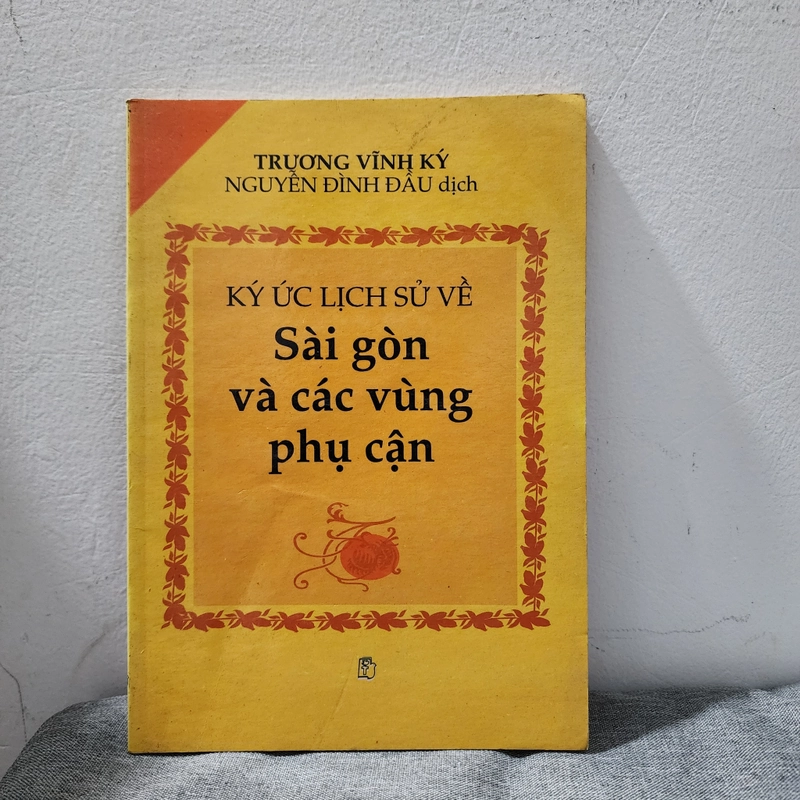 TRƯƠNG VĨNH KÝ
NGUYỄN ĐÌNH ĐẦU dịch
KÝ ỨC LỊCH SỬ VỀ
Sài gòn
và các vùng
phụ cận